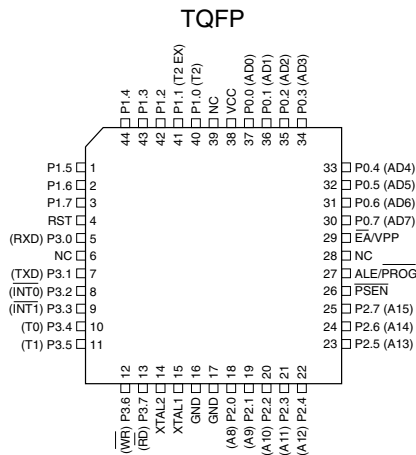 TQFP
P1.4
P1.3
P1.2
P1.1 (T2 EX)
P1.0 (T2)
NC
VCC
P0.0 (AD0)
P0.1 (AD1)
P0.2 (AD2)
P0.3 (AD3)
44 43 42 41 40 39 38 37 36 35 34
P1.5 1
P1.6 2
P1.7 3
RST 4
(RXD) P3.0 5
NC 6
(TXD) P3.1 7
(INT0) P3.2 8
(INT1) P3.3 9
(T0) P3.4 10
(T1) P3.5 11
33 P0.4 (AD4)
32 P0.5 (AD5)
31 P0.6 (AD6)
30 P0.7 (AD7)
29 EA/VPP
28 NC
27 ALE/PROG
26 PSEN
25 P2.7 (A15)
24 P2.6 (A14)
23 P2.5 (A13)
12 13 14 15 16 17 18 19 20 21 22
(WR) P3.6
(RD) P3.7
XTAL2
XTAL1
GND
GND
(A8) P2.0
(A9) P2.1
(A10) P2.2
(A11) P2.3
(A12) P2.4